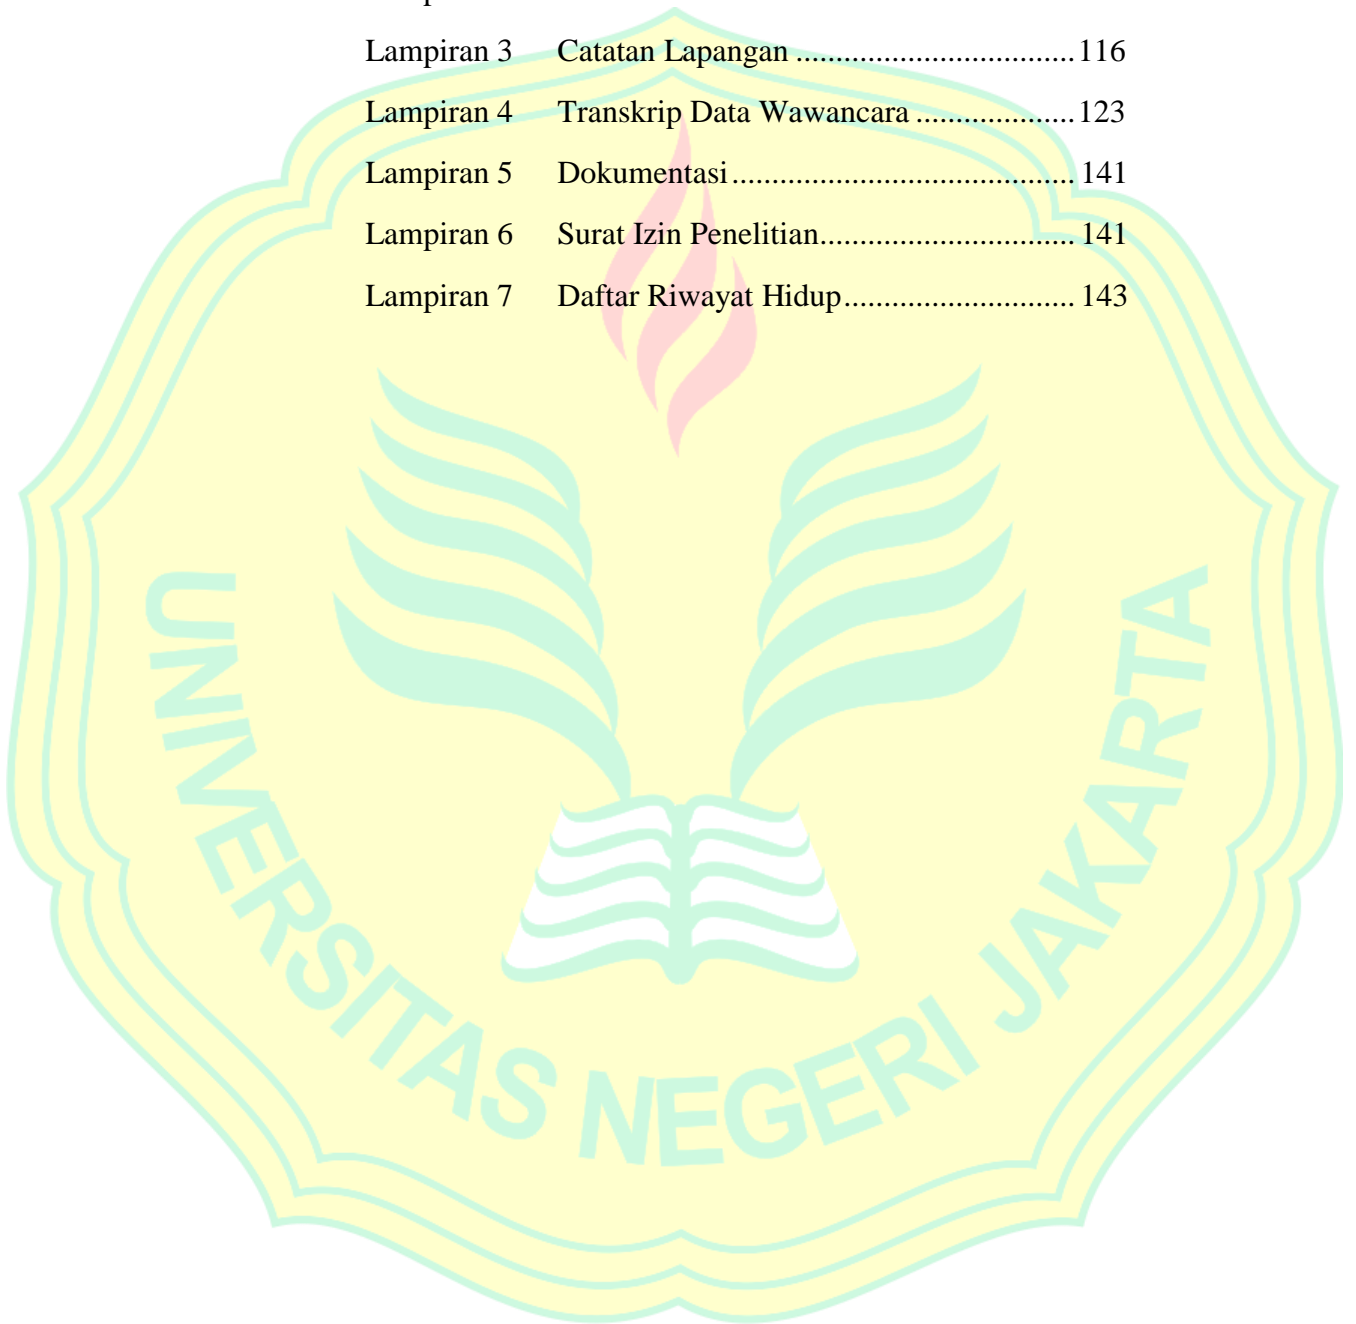 Lampiran 3 Catatan Lapangan ................................... 116
Lampiran 4 Transkrip Data Wawancara .................... 123
Lampiran 5 Dokumentasi ........................................... 141
Lampiran 6 Surat Izin Penelitian................................ 141
Lampiran 7 Daftar Riwayat Hidup............................. 143
UNIVERSITAS NEGERI JAKARTA